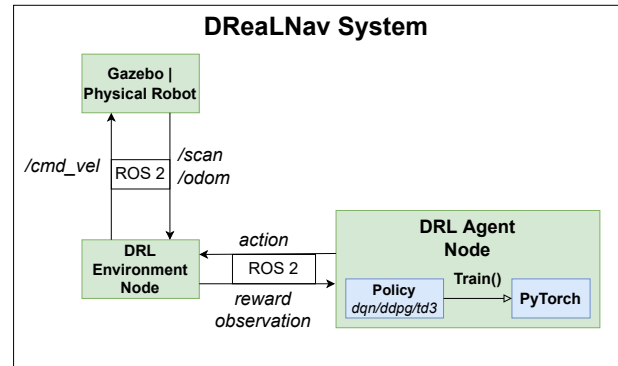 DReaLNav System
Gazebo |
Physical Robot
/cmd_vel
ROS 2
/scan
/odom
DRL
Environment
Node
action
ROS 2
reward
observation
DRL Agent
Node
Policy
dqn/ddpg/td3
Train()
PyTorch